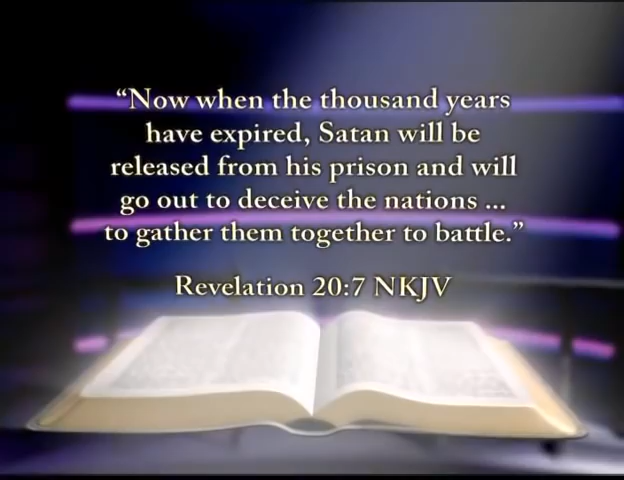 “Now when the thousand years
have expired, Satan will be
released from his prison and will
go out to deceive the nations ...
to gather them together to battle.”
Revelation 20:7 NKJV